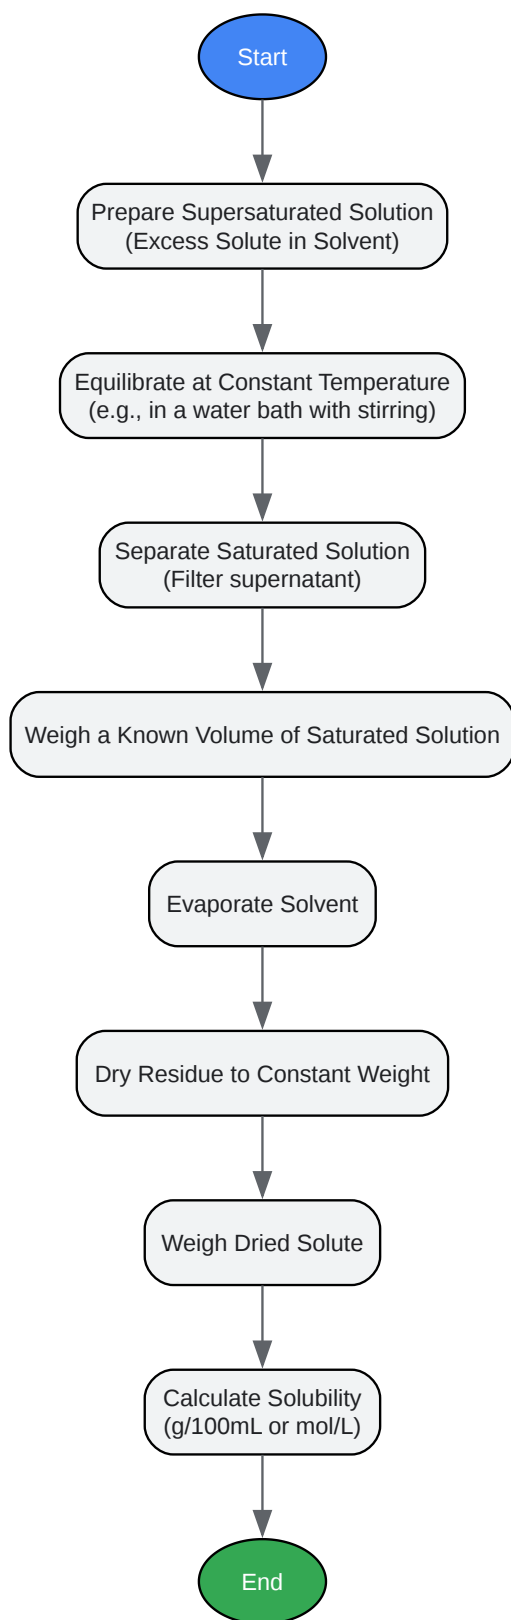 Start
Prepare Supersaturated Solution
(Excess Solute in Solvent)
Equilibrate at Constant Temperature
(e.g., in a water bath with stirring)
Separate Saturated Solution
(Filter supernatant)
Weigh a Known Volume of Saturated Solution
Evaporate Solvent
Dry Residue to Constant Weight
Weigh Dried Solute
Calculate Solubility
(g/100mL or mol/L)
End